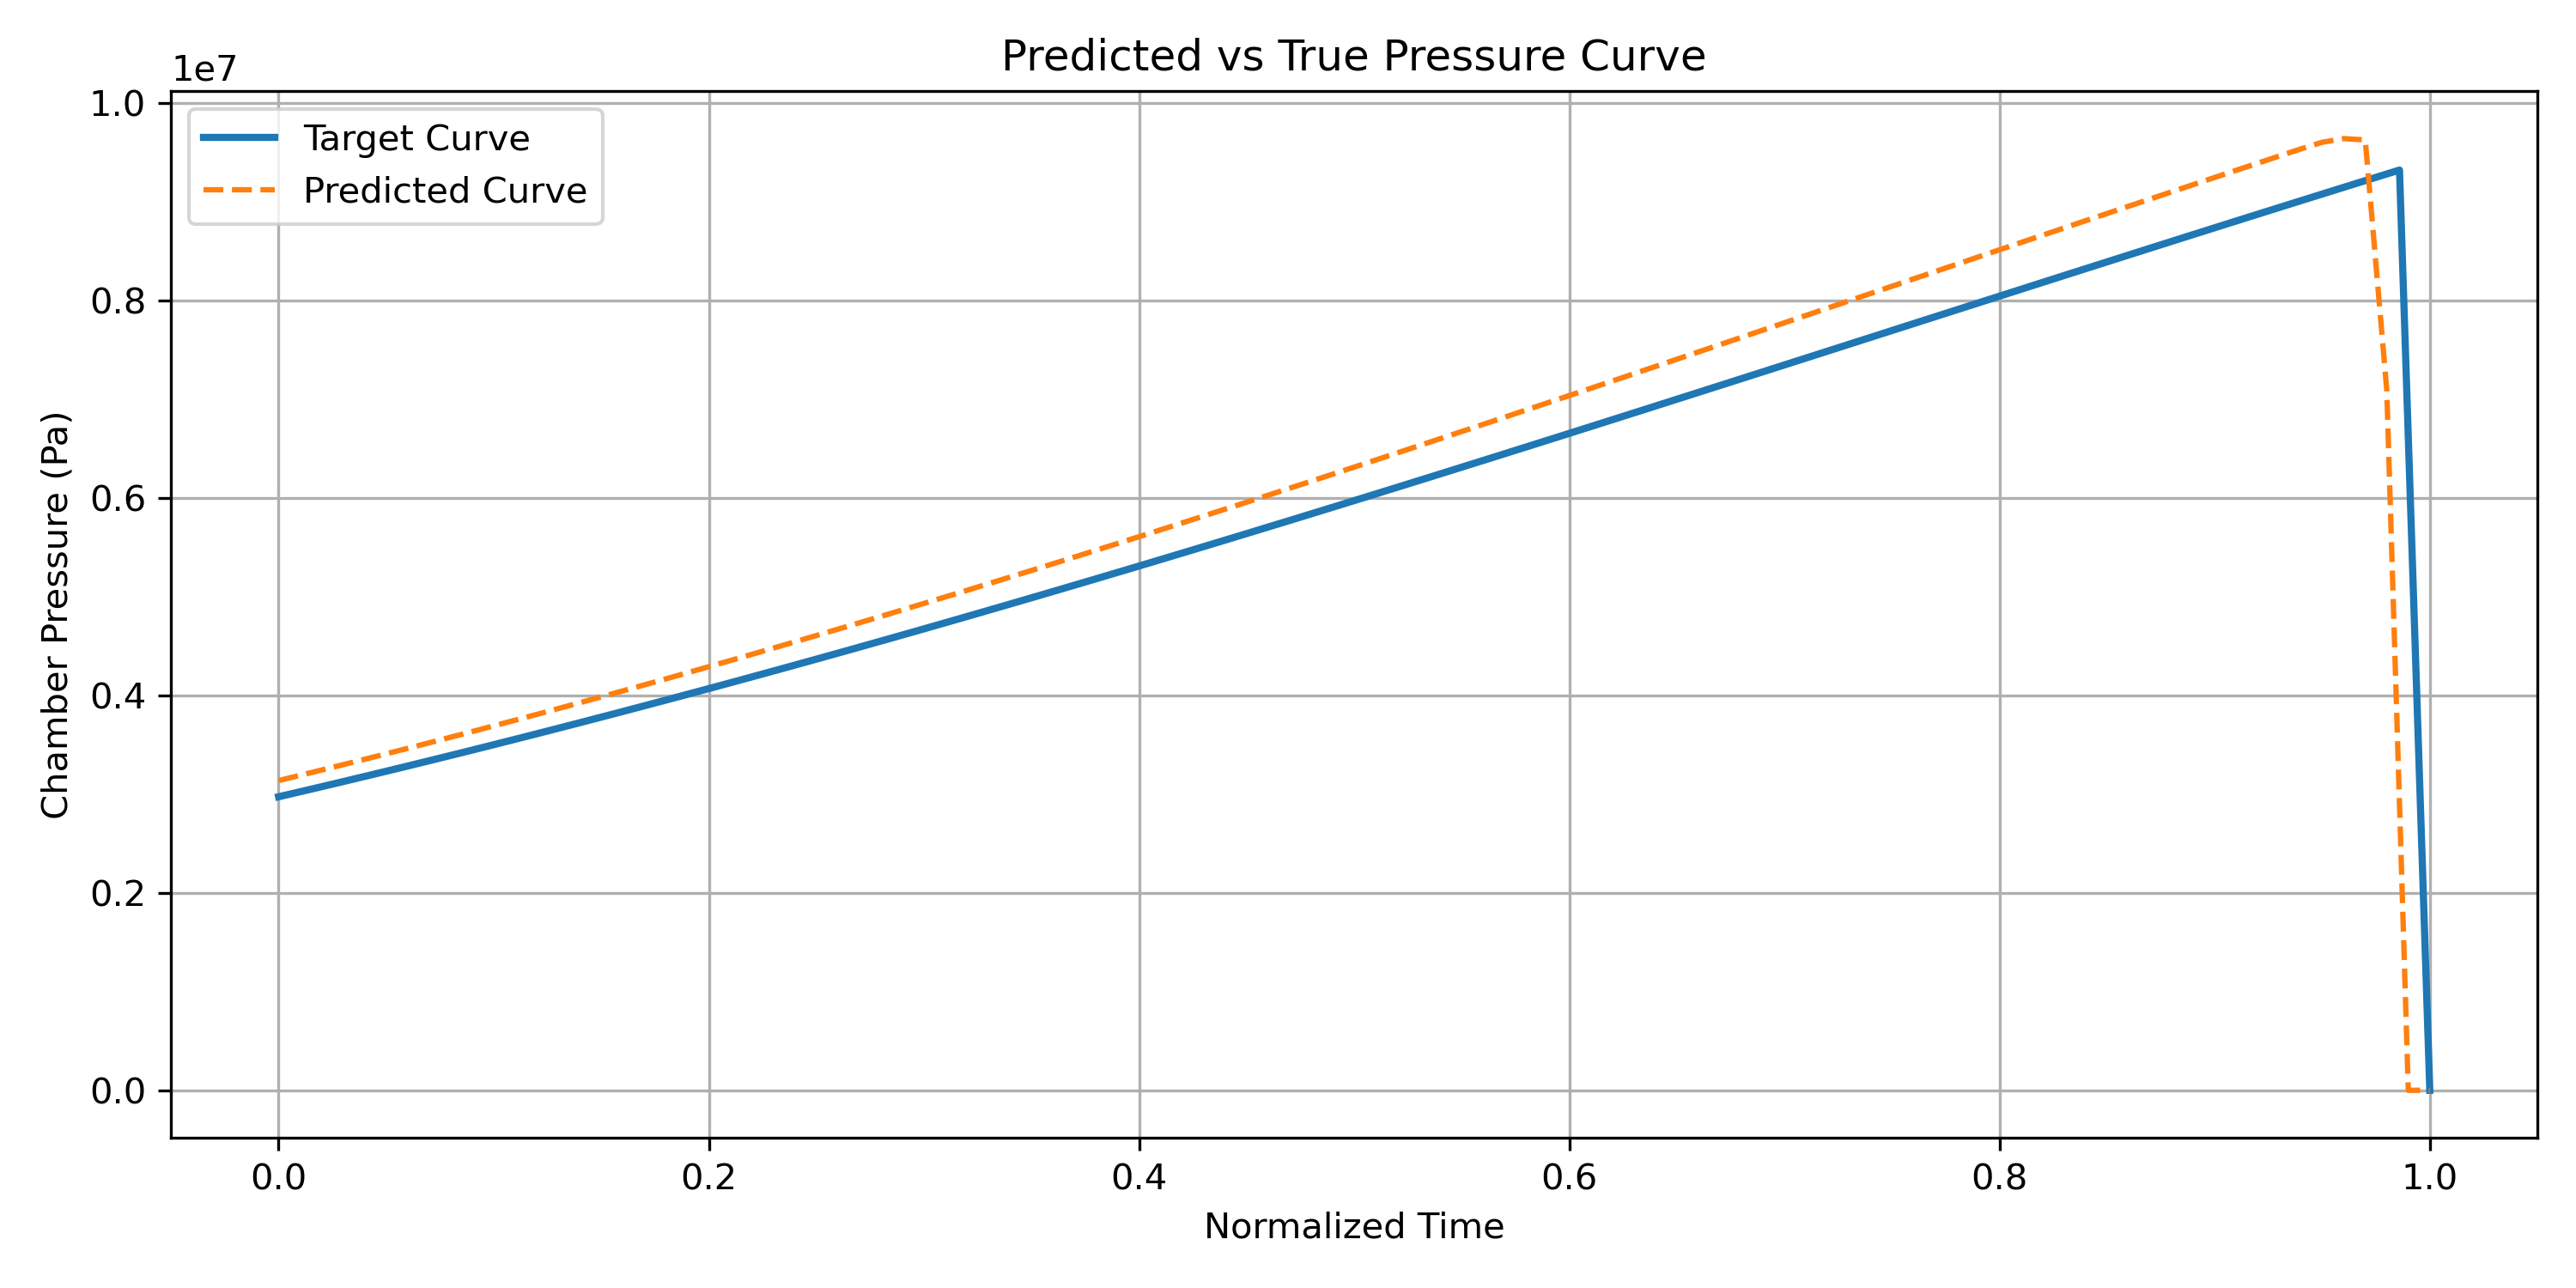 Predicted vs True Pressure Curve
1e7
Target Curve
Predicted Curve
Chamber Pressure (Pa)
1.0
0.8
0.6
0.4
0.2
0.0
0.0 0.2 0.4 0.6 0.8 1.0
Normalized Time